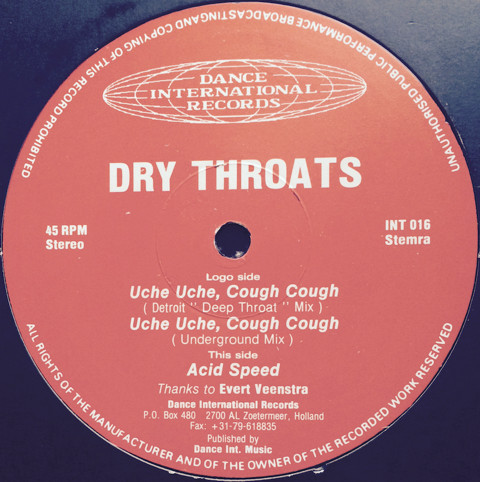 UNAUTHORISED PUBLIC PERFORMANCE BROADCASTING AND COPYING OF THIS RECORD PROHIBITED
DANCE
INTERNATIONAL
RECORDS
DRY THROATS
45 RPM
Stereo
INT 016
Stemra
Logo side
Uche Uche, Cough Cough
( Detroit " Deep Throat " Mix )
Uche Uche, Cough Cough
( Underground Mix )
This side
Acid Speed
Thanks to Evert Veenstra
Dance International Records
P.O. Box 480 2700 AL Zoetermeer, Holland
Fax: +31-79-618835
Published by
Dance Int. Music
ALL RIGHTS OF THE MANUFACTURER AND OF THE OWNER OF THE RECORDED WORK RESERVED